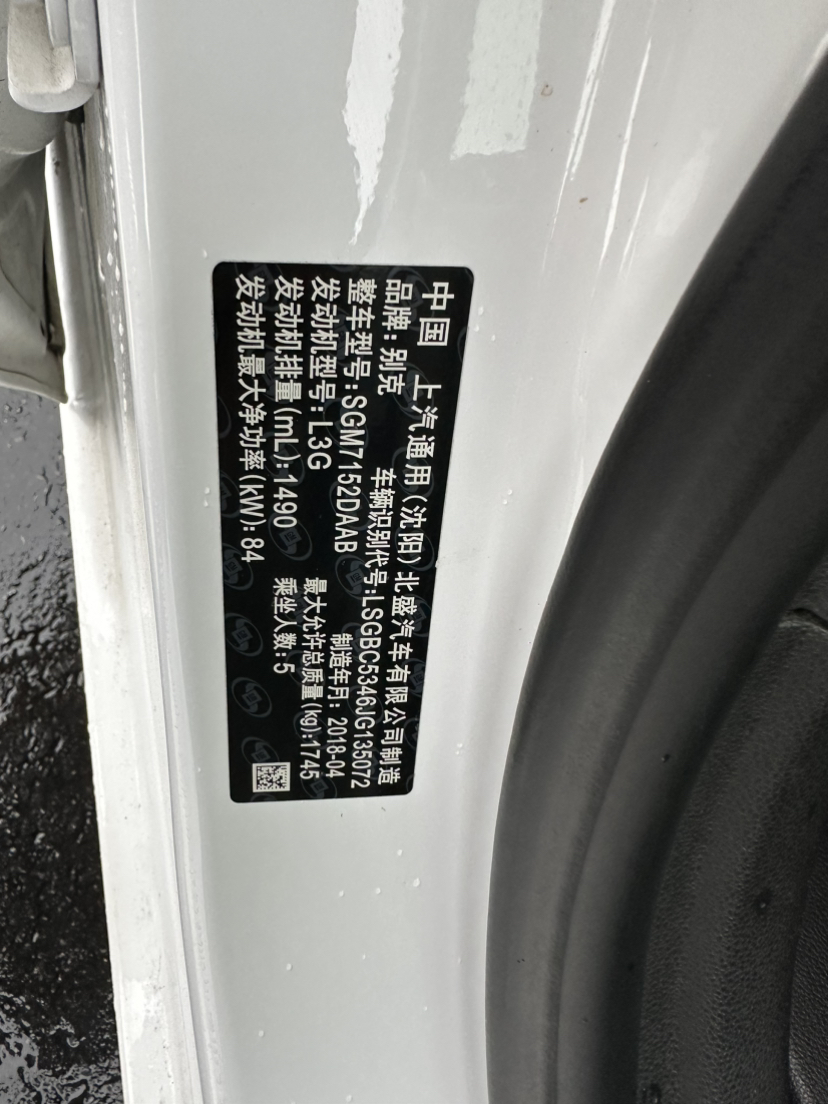 中国 上汽通用(沈阳)北盛汽车有限公司制造
品牌:别克 车辆识别代号:LSGBC5346JG135072
整车型号:SGM7152DAAB 制造年月:2018-04
发动机型号:L3G 最大允许总质量(kg):1745
发动机排量(mL):1490 乘坐人数:5
发动机最大净功率(kW):84